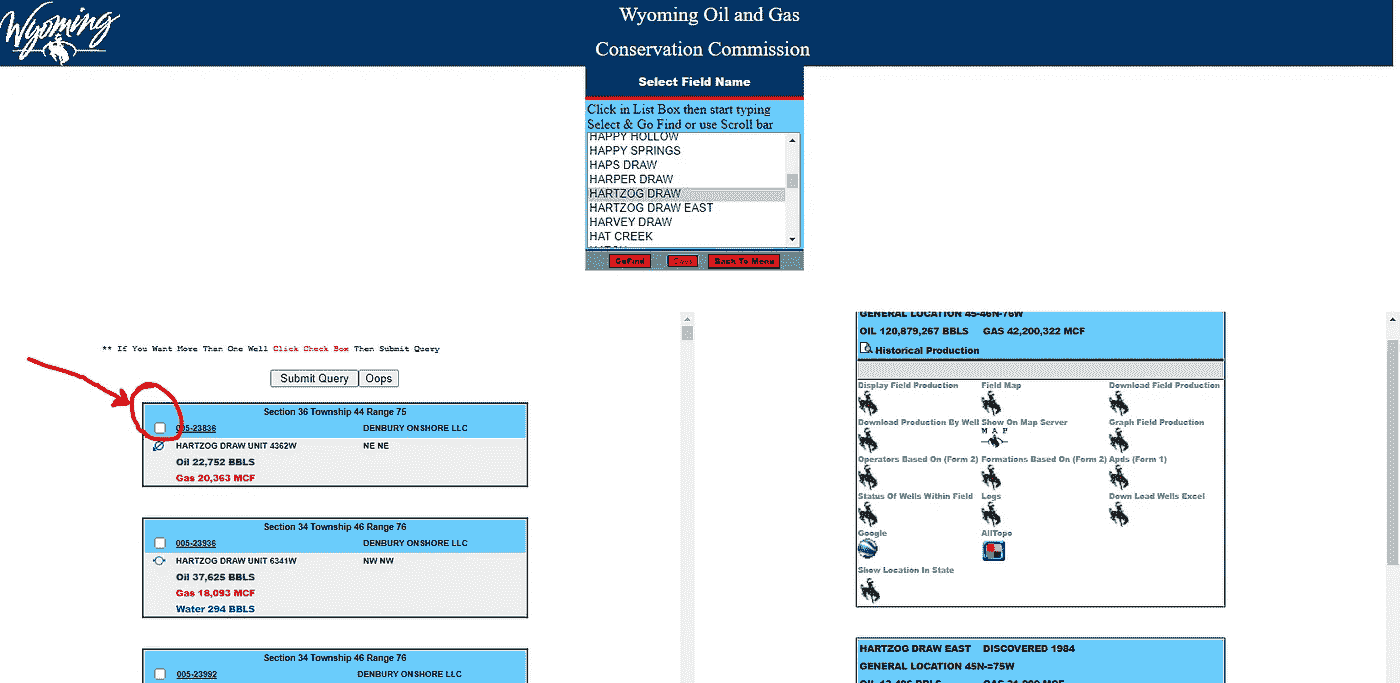 Wyoming
Wyoming Oil and Gas
Conservation Commission
Select Field Name
Click in List Box then start typing
Select & Go Find or use Scroll bar
HAPPY HOLLOW
HAPPY SPRINGS
HAPS DRAW
HARPER DRAW
HARTZOG DRAW
HARTZOG DRAW EAST
HARVEY DRAW
HAT CREEK
GoFind Back To Menu
** If You Want More Than One Well Click Check Box Then Submit Query
Submit Query Oops
Section 36 Township 44 Range 75
005-23836 DENBURY ONSHORE LLC
HARTZOG DRAW UNIT 4362W NE NE
Oil 22,752 BBLS
Gas 20,363 MCF
Section 34 Township 46 Range 76
005-23936 DENBURY ONSHORE LLC
HARTZOG DRAW UNIT 6341W NW NW
Oil 37,625 BBLS
Gas 18,093 MCF
Water 294 BBLS
Section 34 Township 46 Range 76
005-23992 DENBURY ONSHORE LLC
GENERAL LOCATION 45-46N-76W
OIL 120,879,267 BBLS GAS 42,200,322 MCF
Historical Production
Display Field Production Field Map Download Field Production
Download Production By Well Show On Map Server Graph Field Production
M A P
Operators Based On (Form 2) Formations Based On (Form 2) Apds (Form 1)
Status Of Wells Within Field Logs Down Load Wells Excel
Google AllTopo
Show Location In State
HARTZOG DRAW EAST DISCOVERED 1984
GENERAL LOCATION 45N-=75W